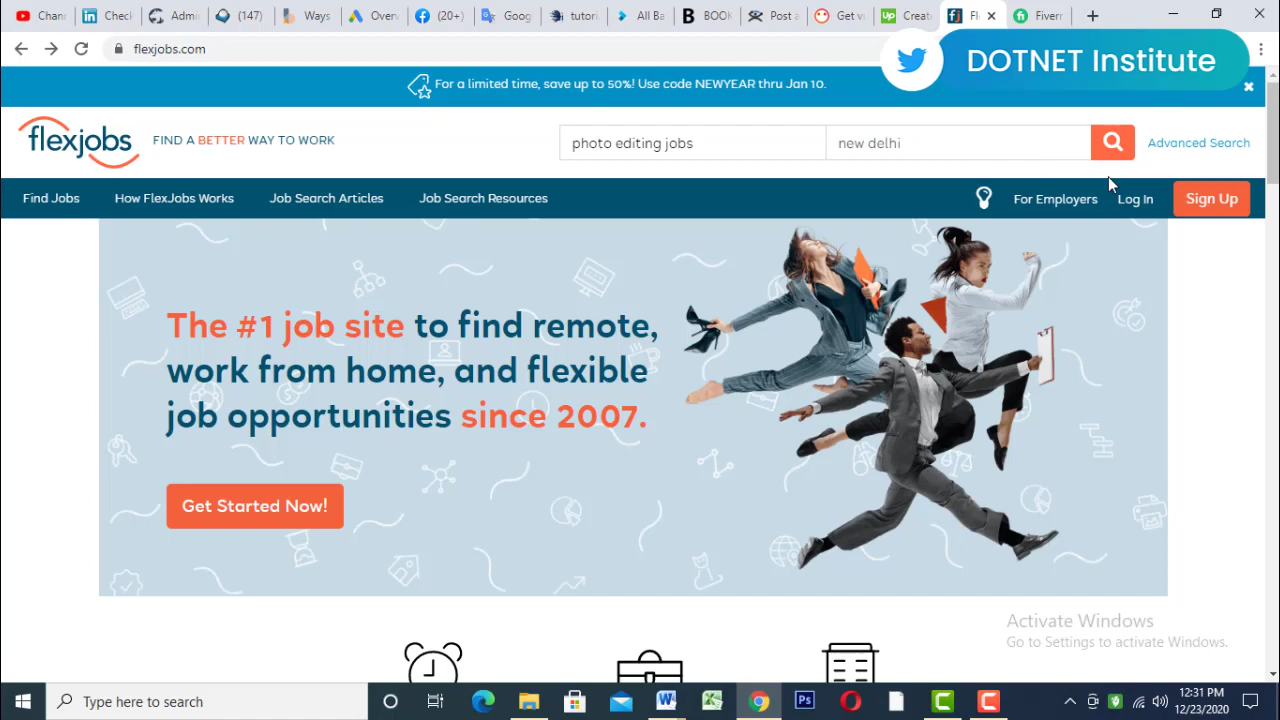 Chann
Check
Admi
(147)
Ways
Overv
(20+)
Goog
tutori
All Ba
BOOK
Post a
Get vi
Create
Fl
Fiverr
flexjobs.com
DOTNET Institute
For a limited time, save up to 50%! Use code NEWYEAR thru Jan 10.
flexjobs
FIND A BETTER WAY TO WORK
photo editing jobs
new delhi
Advanced Search
Find Jobs
How FlexJobs Works
Job Search Articles
Job Search Resources
For Employers
Log In
Sign Up
The #1 job site to find remote,
work from home, and flexible
job opportunities since 2007.
Get Started Now!
Activate Windows
Go to Settings to activate Windows.
Type here to search
12:31 PM
12/23/2020